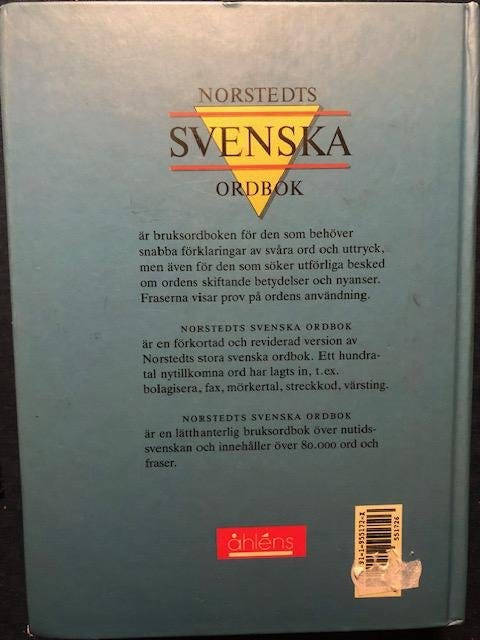 NORSTEDTS
SVENSKA
ORDBOK
är bruksordboken för den som behöver
snabba förklaringar av svåra ord och uttryck,
men även för den som söker utförliga besked
om ordens skiftande betydelser och nyanser.
Fraserna visar prov på ordens användning.
NORSTEDTS SVENSKA ORDBOK
är en förkortad och reviderad version av
Norstedts stora svenska ordbok. Ett hundra-
tal nytillkomna ord har lagts in, t.ex.
bolagisera, fax, mörkertal, streckkod, värsting.
NORSTEDTS SVENSKA ORDBOK
är en lätthanterlig bruksordbok över nutids-
svenskan och innehåller över 80.000 ord och
fraser.
åhléns
91-1-955172-X
551726